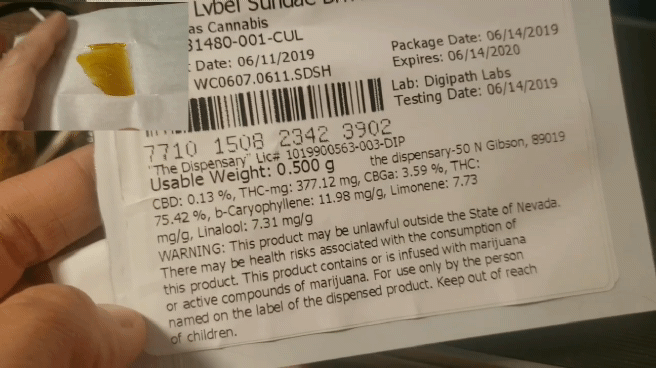 Lvbel Sundae
as Cannabis
31480-001-CUL
Date: 06/11/2019
WC0607.0611.SDSH
Package Date: 06/14/2019
Expires: 06/14/2020
Lab: Digipath Labs
Testing Date: 06/14/2019
7710 1508 2342 3902
"The Dispensary" Lic# 1019900563-003-DIP
Usable Weight: 0.500 g the dispensary-50 N Gibson, 89019
CBD: 0.13 %, THC-mg: 377.12 mg, CBGa: 3.59 %, THC:
75.42 %, b-Caryophyllene: 11.98 mg/g, Limonene: 7.73
mg/g, Linalool: 7.31 mg/g
WARNING: This product may be unlawful outside the State of Nevada.
There may be health risks associated with the consumption of
this product. This product contains or is infused with marijuana
or active compounds of marijuana. For use only by the person
named on the label of the dispensed product. Keep out of reach
of children.